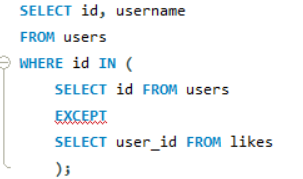 SELECT id, username
FROM users
WHERE id IN (
SELECT id FROM users
EXCEPT
SELECT user_id FROM likes
);